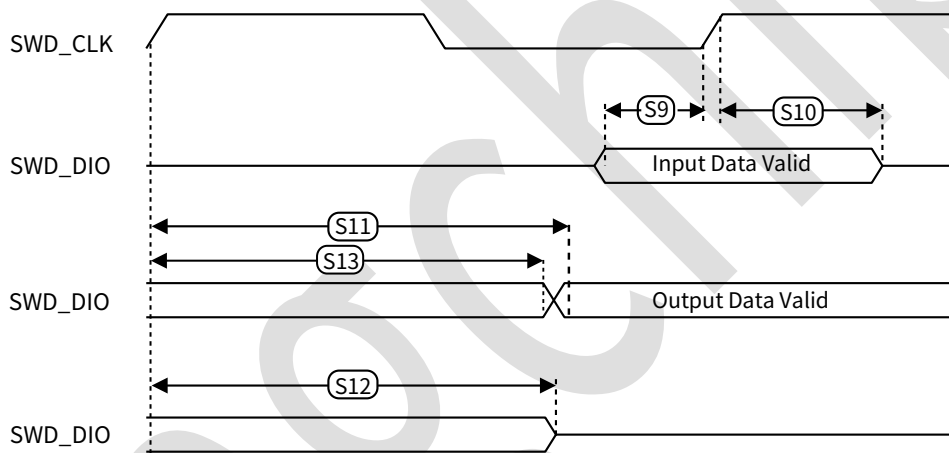 SWD_CLK
S9
S10
SWD_DIO
Input Data Valid
S11
S13
SWD_DIO
Output Data Valid
S12
SWD_DIO